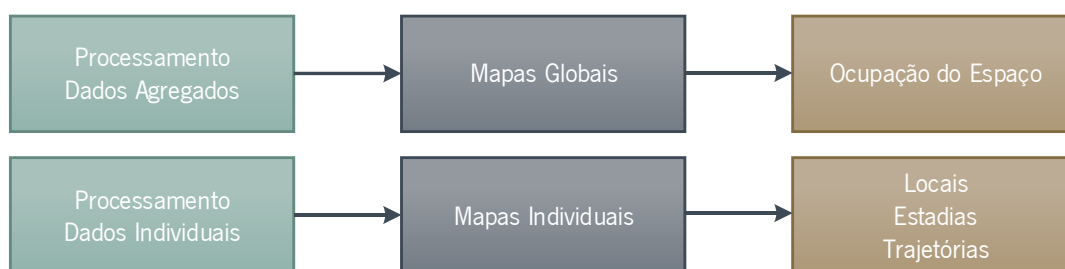 Processamento
Dados Agregados
Mapas Globais
Ocupação do Espaço
Processamento
Dados Individuais
Mapas Individuais
Locais
Estadias
Trajetórias